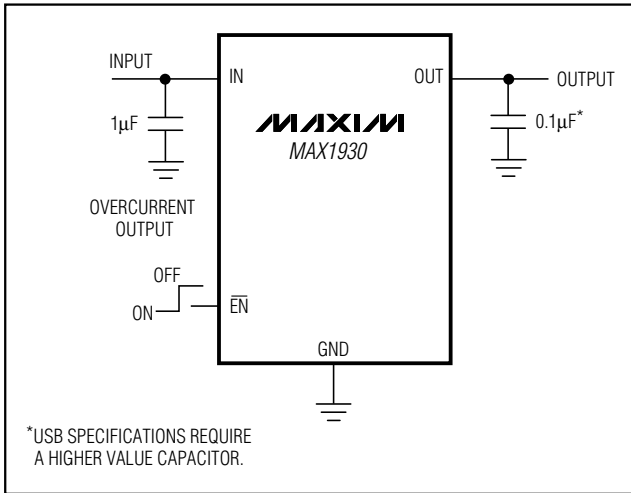 INPUT
IN
OUT
OUTPUT
1μF
MAXIM
MAX1930
0.1μF*
OVERCURRENT
OUTPUT
OFF
ON
EN̅
GND
*USB SPECIFICATIONS REQUIRE
A HIGHER VALUE CAPACITOR.